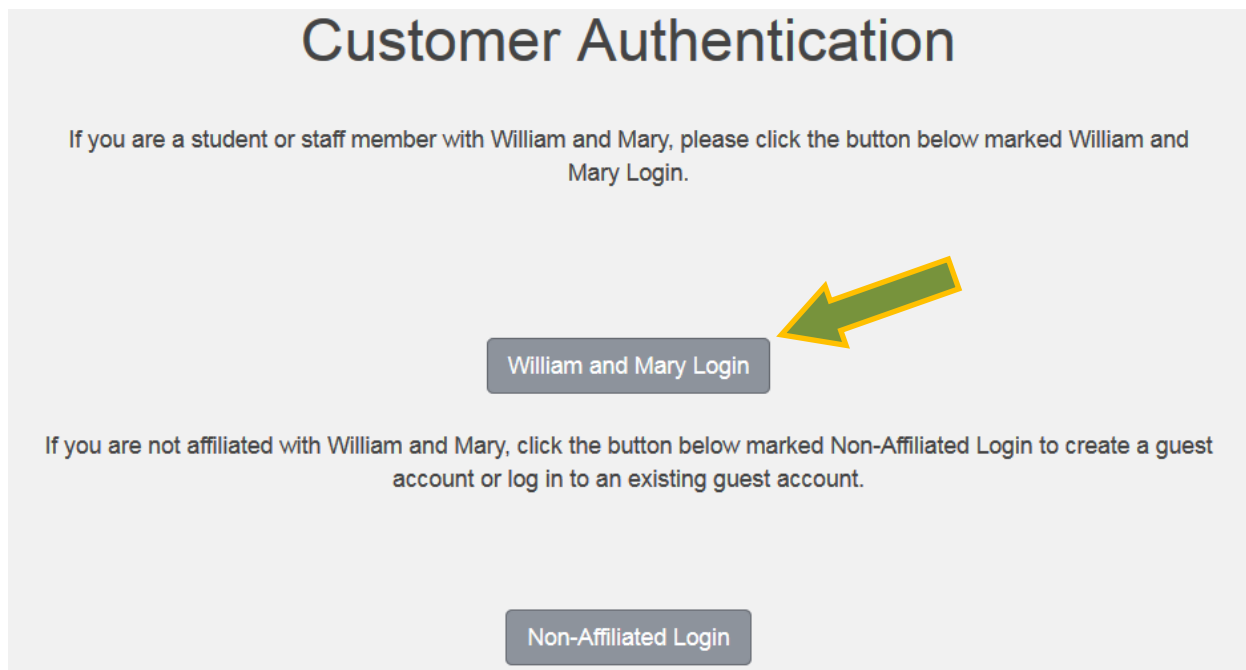 Customer Authentication
If you are a student or staff member with William and Mary, please click the button below marked William and
Mary Login.
William and Mary Login
If you are not affiliated with William and Mary, click the button below marked Non-Affiliated Login to create a guest
account or log in to an existing guest account.
Non-Affiliated Login